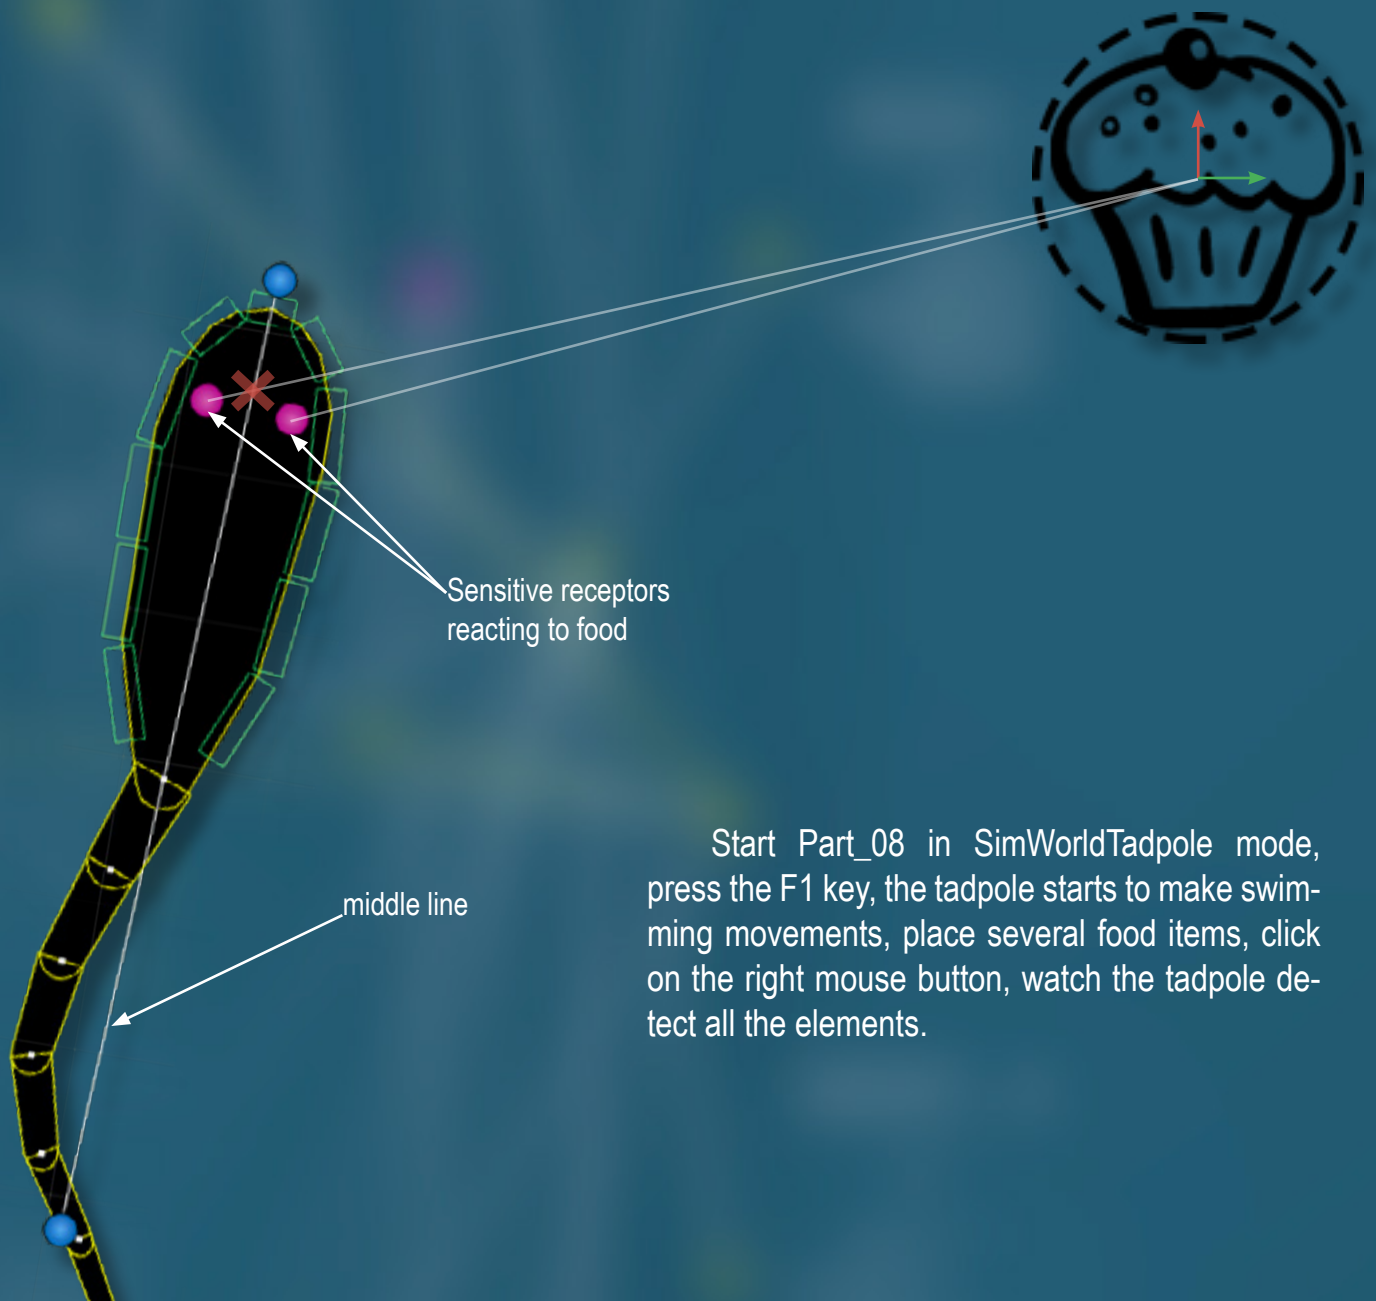 Sensitive receptors
reacting to food
middle line
Start Part_08 in SimWorldTadpole mode,
press the F1 key, the tadpole starts to make swim-
ming movements, place several food items, click
on the right mouse button, watch the tadpole de-
tect all the elements.